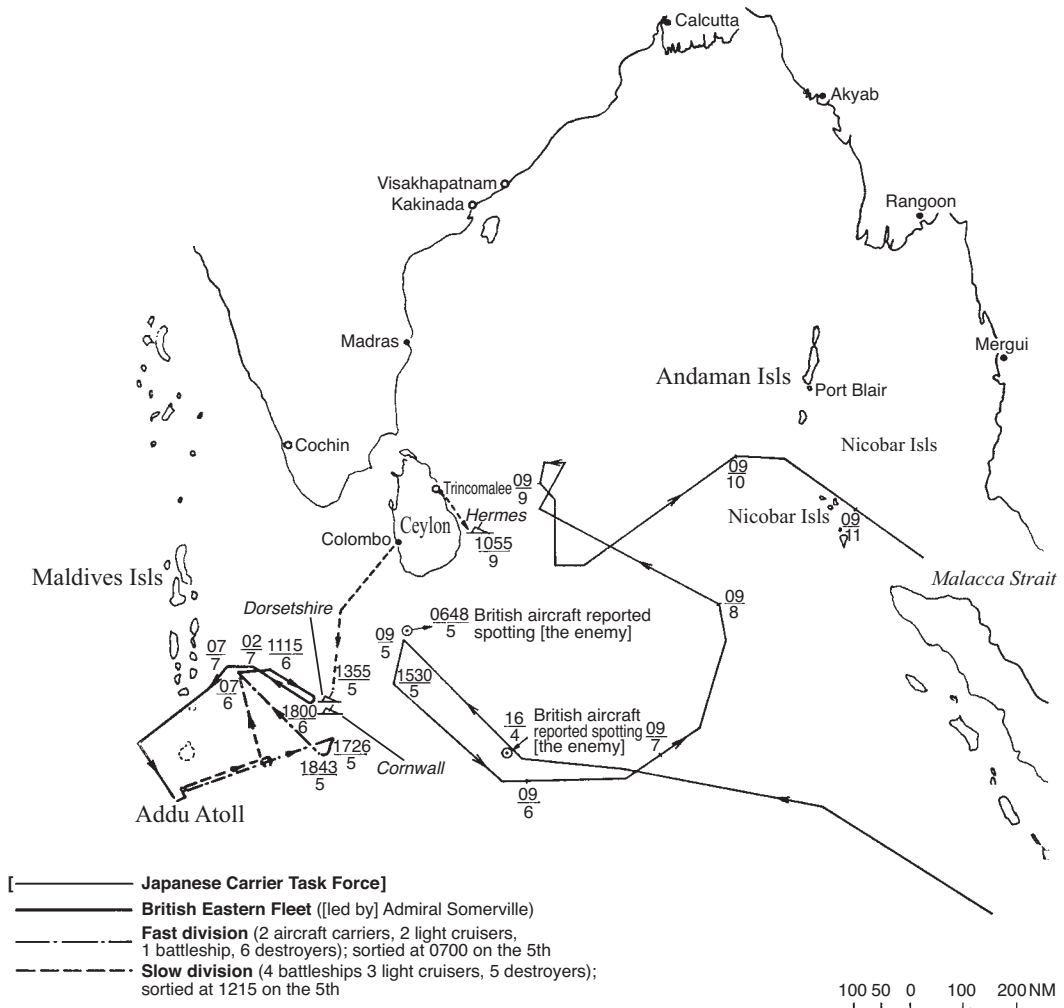 Calcutta
Akyab
Visakhapatnam
Kakinada
Rangoon
Madras
Mergui
Andaman Isls
Port Blair
Cochin
Nicobar Isls
09
10
Trincomalee
09
9
Hermes
Nicobar Isls
09
11
Ceylon
Colombo
1055
9
Maldives Isls
Malacca Strait
Dorsetshire
09
8
0648
5
British aircraft reported
spotting [the enemy]
09
5
07
7
02
7
1115
6
1355
5
1530
5
07
6
1800
6
16
4
British aircraft
reported spotting
[the enemy]
09
7
1726
5
1843
5
Cornwall
09
6
Addu Atoll
[ Japanese Carrier Task Force]
British Eastern Fleet ([led by] Admiral Somerville)
Fast division (2 aircraft carriers, 2 light cruisers,
1 battleship, 6 destroyers); sortied at 0700 on the 5th
Slow division (4 battleships 3 light cruisers, 5 destroyers);
sortied at 1215 on the 5th
100 50 0 100 200 NM